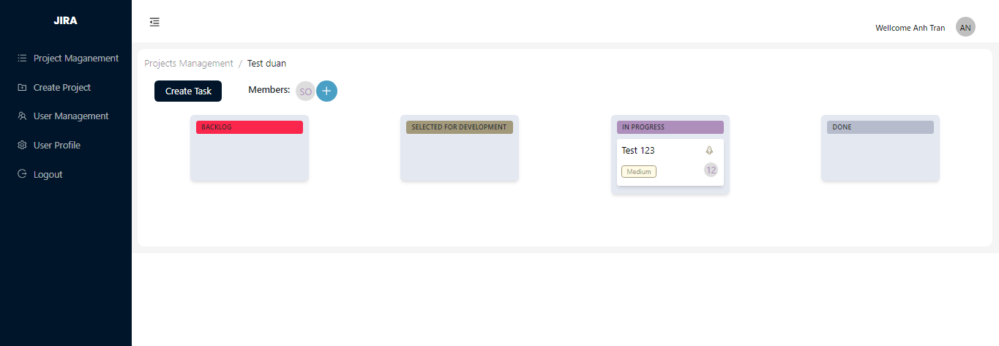 JIRA
Wellcome Anh Tran
AN
Project Maganement
Create Project
User Management
User Profile
Logout
Projects Management / Test duan
Create Task
Members:
SO
BACKLOG
SELECTED FOR DEVELOPMENT
IN PROGRESS
Test 123
Medium
12
DONE